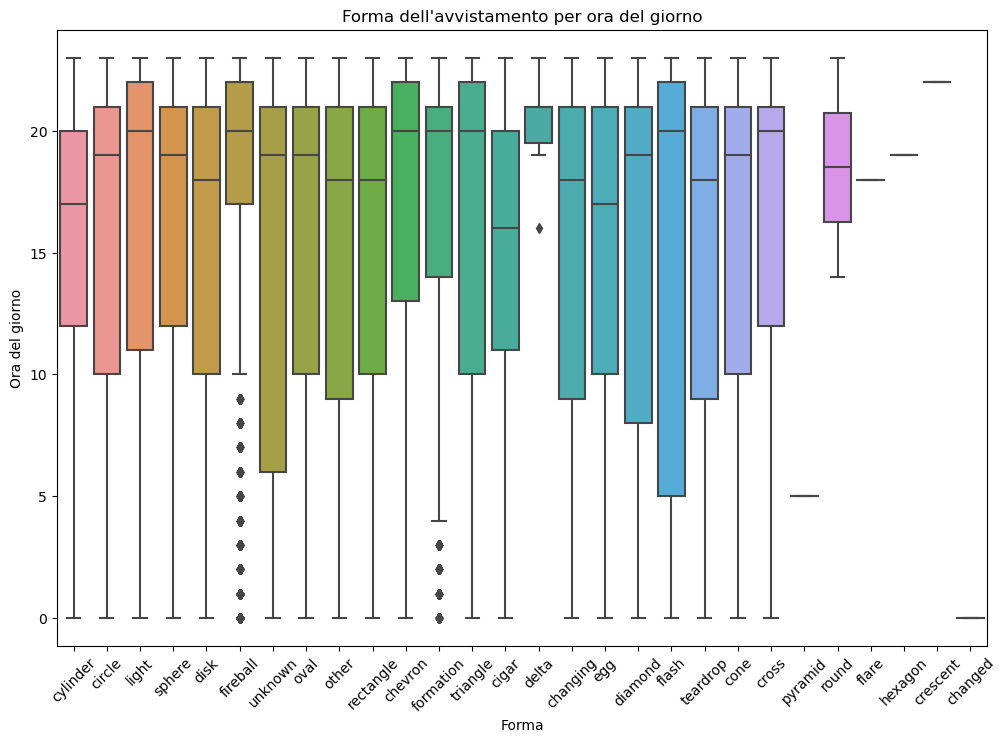 Forma dell'avvistamento per ora del giorno
Ora del giorno
20
15
10
5
0
cylinder
circle
light
sphere
disk
fireball
unknown
oval
other
rectangle
chevron
formation
triangle
cigar
delta
changing
egg
diamond
flash
teardrop
cone
cross
pyramid
round
flare
hexagon
crescent
changed
Forma